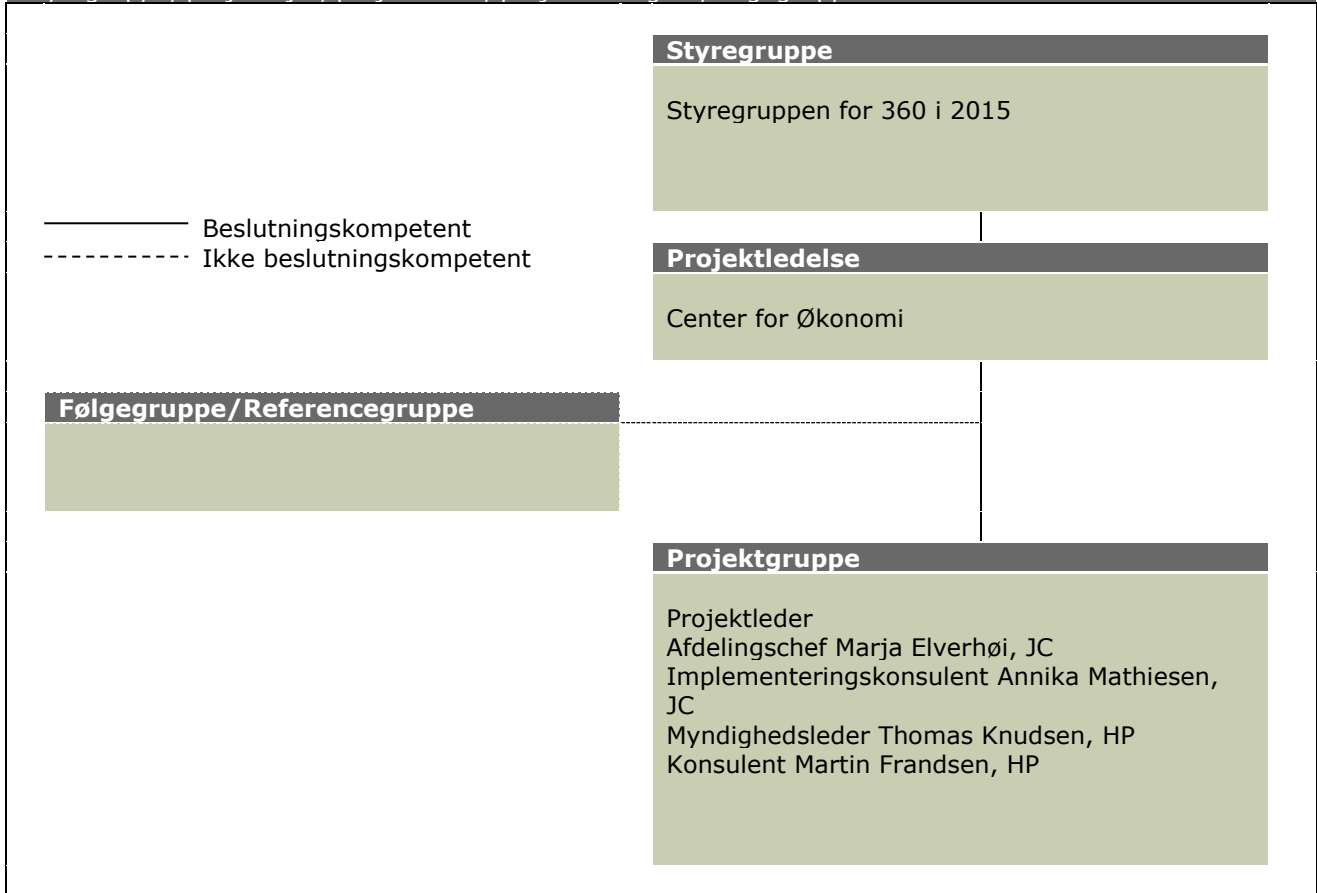 Styregruppe
Styregruppen for 360 i 2015
Beslutningskompetent
Ikke beslutningskompetent
Projektledelse
Center for Økonomi
Følgegruppe/Referencegruppe
Projektgruppe
Projektleder
Afdelingschef Marja Elverhøi, JC
Implementeringskonsulent Annika Mathiesen,
JC
Myndighedsleder Thomas Knudsen, HP
Konsulent Martin Frandsen, HP